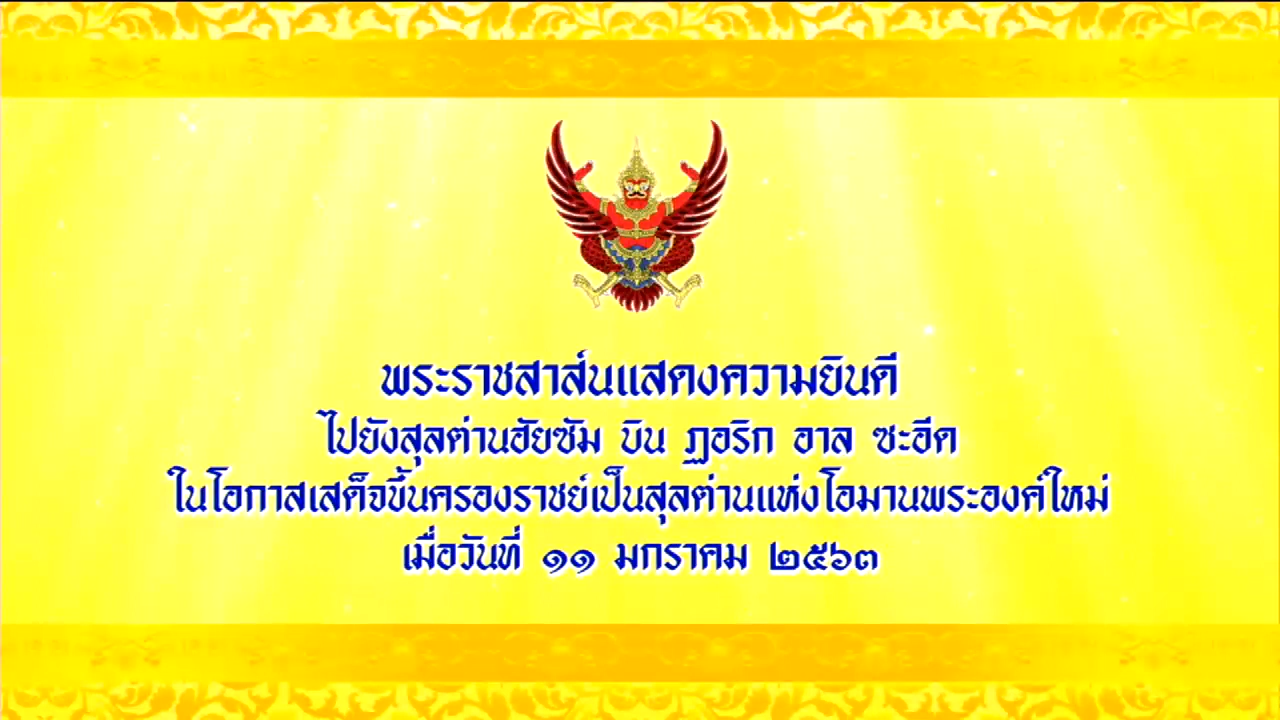 พระราชสาส์นแสดงความยินดี
ไปยังสุลต่านฮัยซัม บิน ฏอริก อาล ซะอีด
ในโอกาสเสด็จขึ้นครองราชย์เป็นสุลต่านแห่งโอมานพระองค์ใหม่
เมื่อวันที่ ๑๑ มกราคม ๒๕๖๓